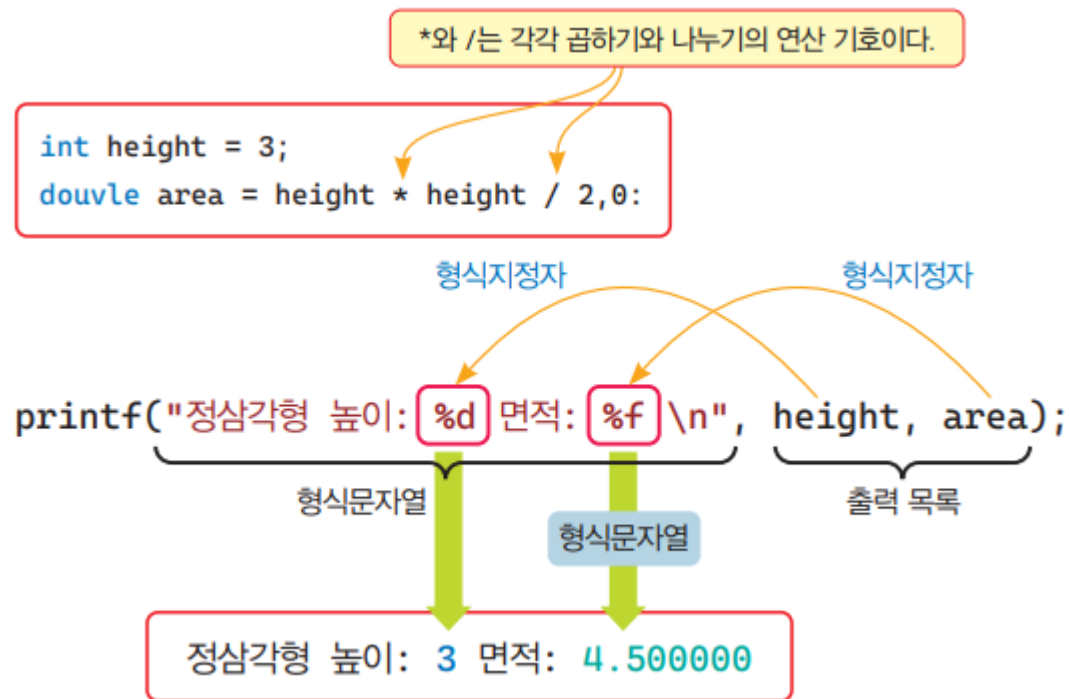 *와 /는 각각 곱하기와 나누기의 연산 기호이다.
int height = 3;
douvle area = height * height / 2,0:
형식지정자 형식지정자
printf("정삼각형 높이: %d 면적: %f \n", height, area);
형식문자열 출력 목록
형식문자열
정삼각형 높이: 3 면적: 4.500000